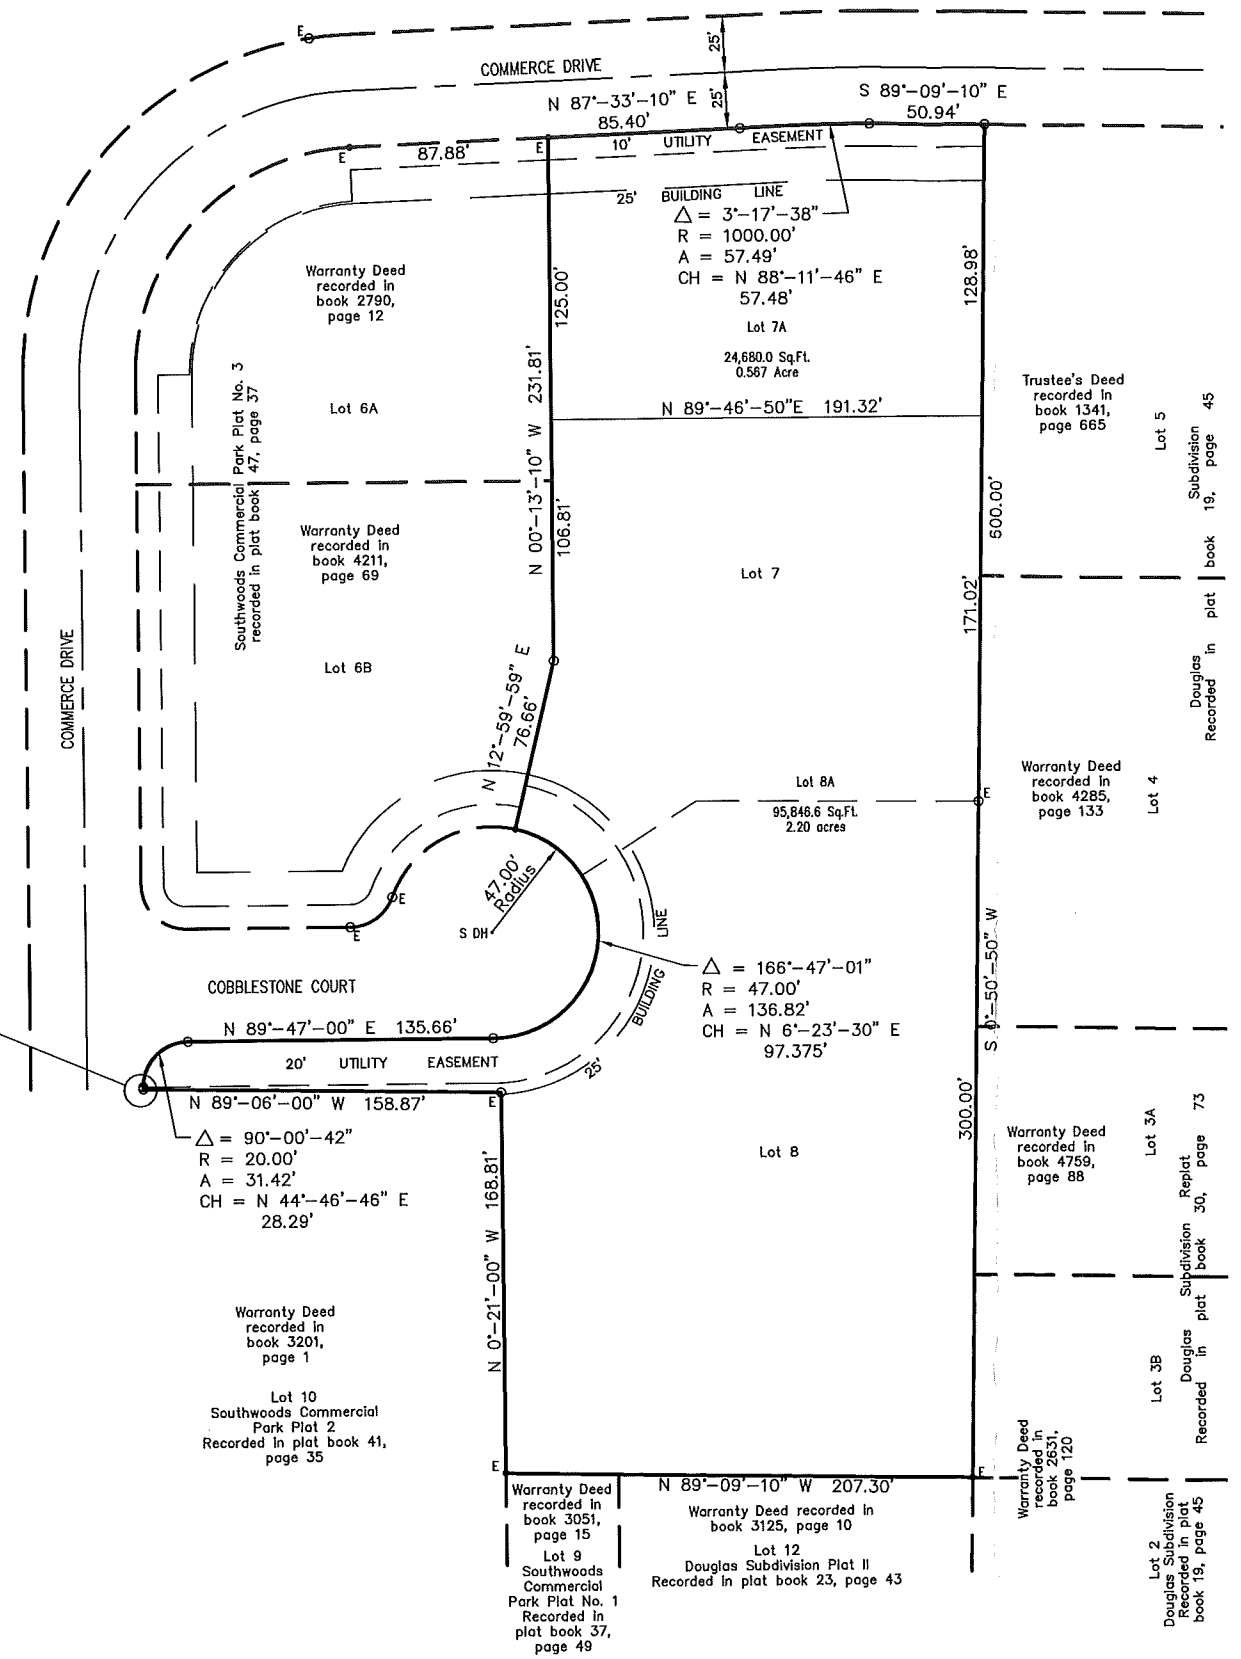 E
COMMERCE DRIVE
25'
25'
N 87°-33'-10" E
85.40'
S 89°-09'-10" E
50.94'
E
87.88'
E
10' UTILITY EASEMENT
25' BUILDING LINE
△ = 3°-17'-38"
R = 1000.00'
A = 57.49'
CH = N 88°-11'-46" E
57.48'
Lot 7A
24,680.0 Sq.Ft.
0.567 Acre
N 89°-46'-50"E 191.32'
125.00'
N 00°-13'-10" W 231.81'
106.81'
128.98'
600.00'
171.02'
Warranty Deed
recorded in
book 2790,
page 12
Lot 6A
Southwoods Commercial Park Plat No. 3
recorded in plat book 47, page 37
Warranty Deed
recorded in
book 4211,
page 69
Lot 6B
COMMERCE DRIVE
Trustee's Deed
recorded in
book 1341,
page 665
Lot 5
Douglas Subdivision
Recorded in plat book 19, page 45
Lot 7
N 12°-59'-59" E
76.66'
Lot 8A
95,846.6 Sq.Ft.
2.20 acres
E
Warranty Deed
recorded in
book 4285,
page 133
Lot 4
47.00'
Radius
S DH
E
E
25' BUILDING LINE
COBBLESTONE COURT
N 89°-47'-00" E 135.66'
20' UTILITY EASEMENT
△ = 166°-47'-01"
R = 47.00'
A = 136.82'
CH = N 6°-23'-30" E
97.375'
S 0°-50'-50" W
300.00'
N 89°-06'-00" W 158.87'
E
△ = 90°-00'-42"
R = 20.00'
A = 31.42'
CH = N 44°-46'-46" E
28.29'
N 0°-21'-00" W 168.81'
Lot 8
Warranty Deed
recorded in
book 4759,
page 88
Lot 3A
Douglas Subdivision Replat
Recorded in plat book 30, page 73
Lot 3B
Warranty Deed
recorded in
book 3201,
page 1
Lot 10
Southwoods Commercial
Park Plat 2
Recorded in plat book 41,
page 35
Warranty Deed
recorded in
book 2631,
page 120
E
E
N 89°-09'-10" W 207.30'
Warranty Deed
recorded in
book 3051,
page 15
Lot 9
Southwoods
Commercial
Park Plat No. 1
Recorded in
plat book 37,
page 49
Warranty Deed recorded in
book 3125, page 10
Lot 12
Douglas Subdivision Plat II
Recorded in plat book 23, page 43
Lot 2
Douglas Subdivision
Recorded in plat
book 19, page 45